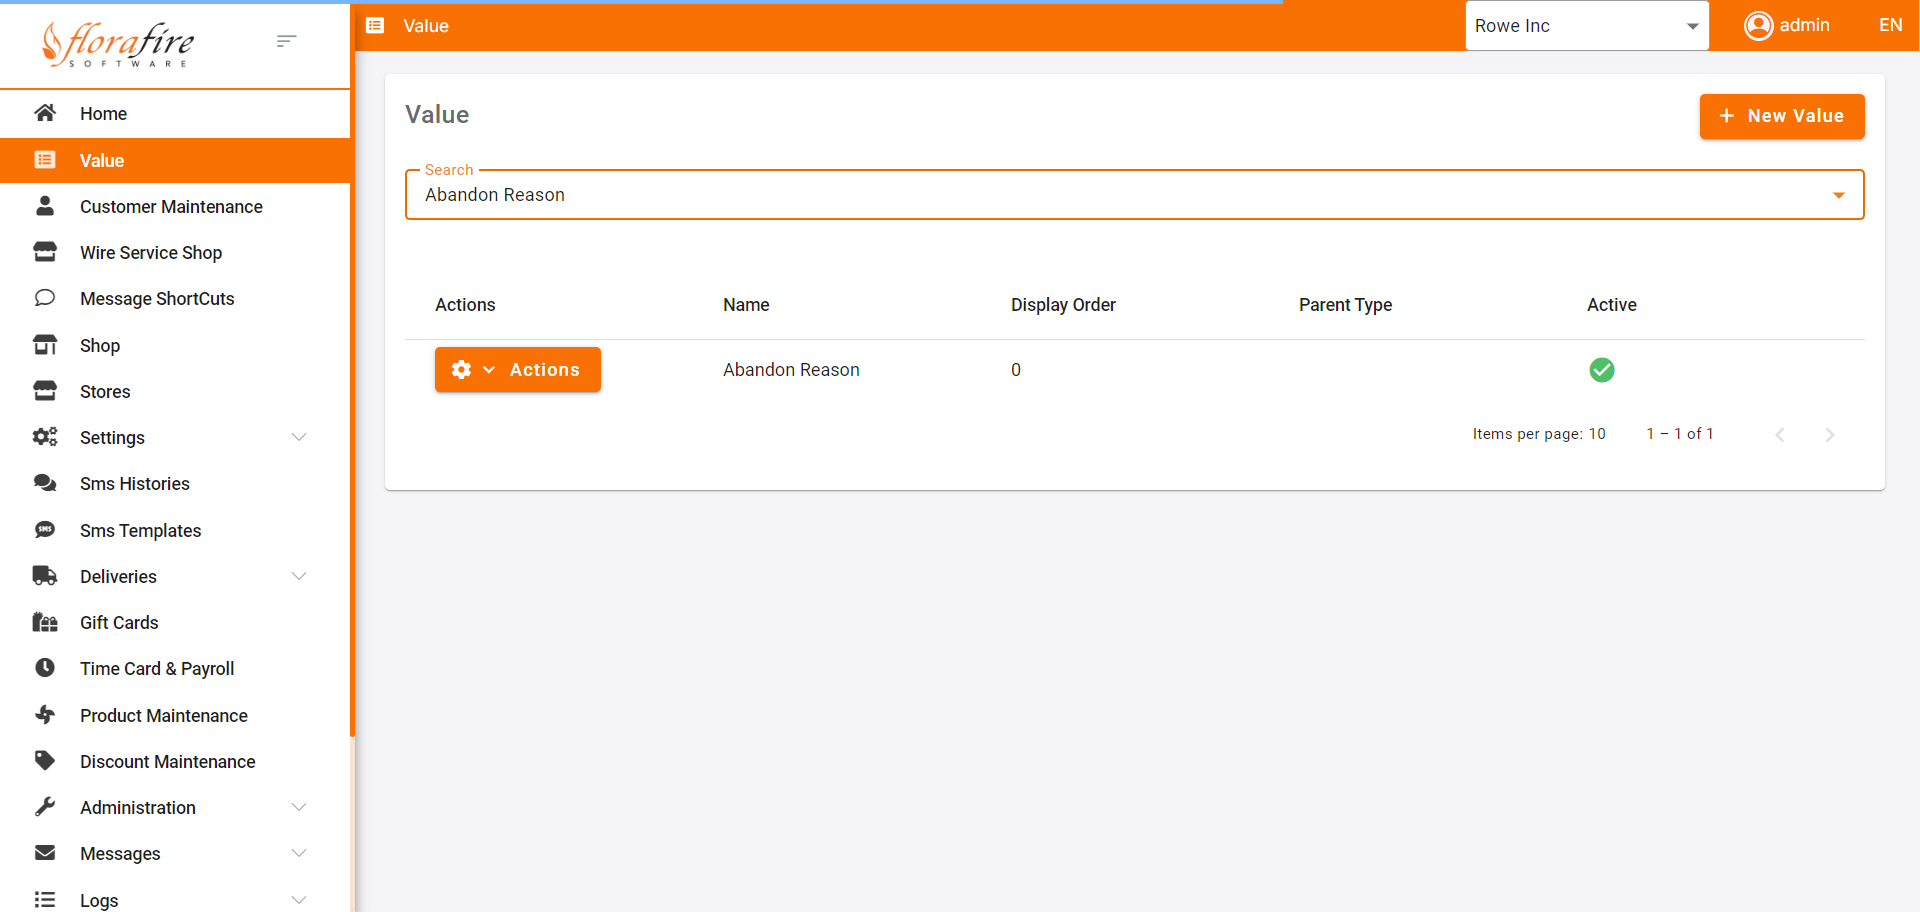 florafire
SOFTWARE
Value
Rowe Inc
admin
EN
Home
Value
Customer Maintenance
Wire Service Shop
Message ShortCuts
Shop
Stores
Settings
Sms Histories
SMS
Sms Templates
Deliveries
Gift Cards
Time Card & Payroll
Product Maintenance
Discount Maintenance
Administration
Messages
Logs
Value
New Value
Search
Abandon Reason
Actions Name Display Order Parent Type Active
Actions Abandon Reason 0
Items per page: 10 1 – 1 of 1